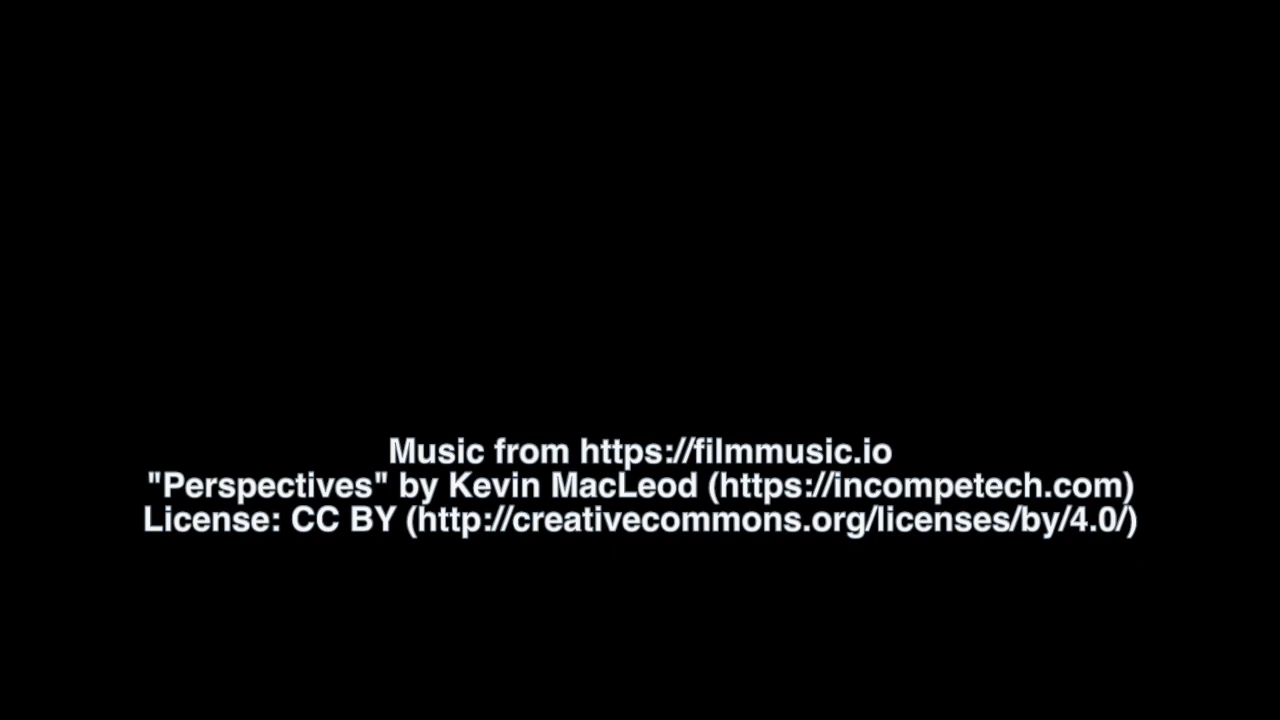 Music from https://filmmusic.io
"Perspectives" by Kevin MacLeod (https://incompetech.com)
License: CC BY (http://creativecommons.org/licenses/by/4.0/)